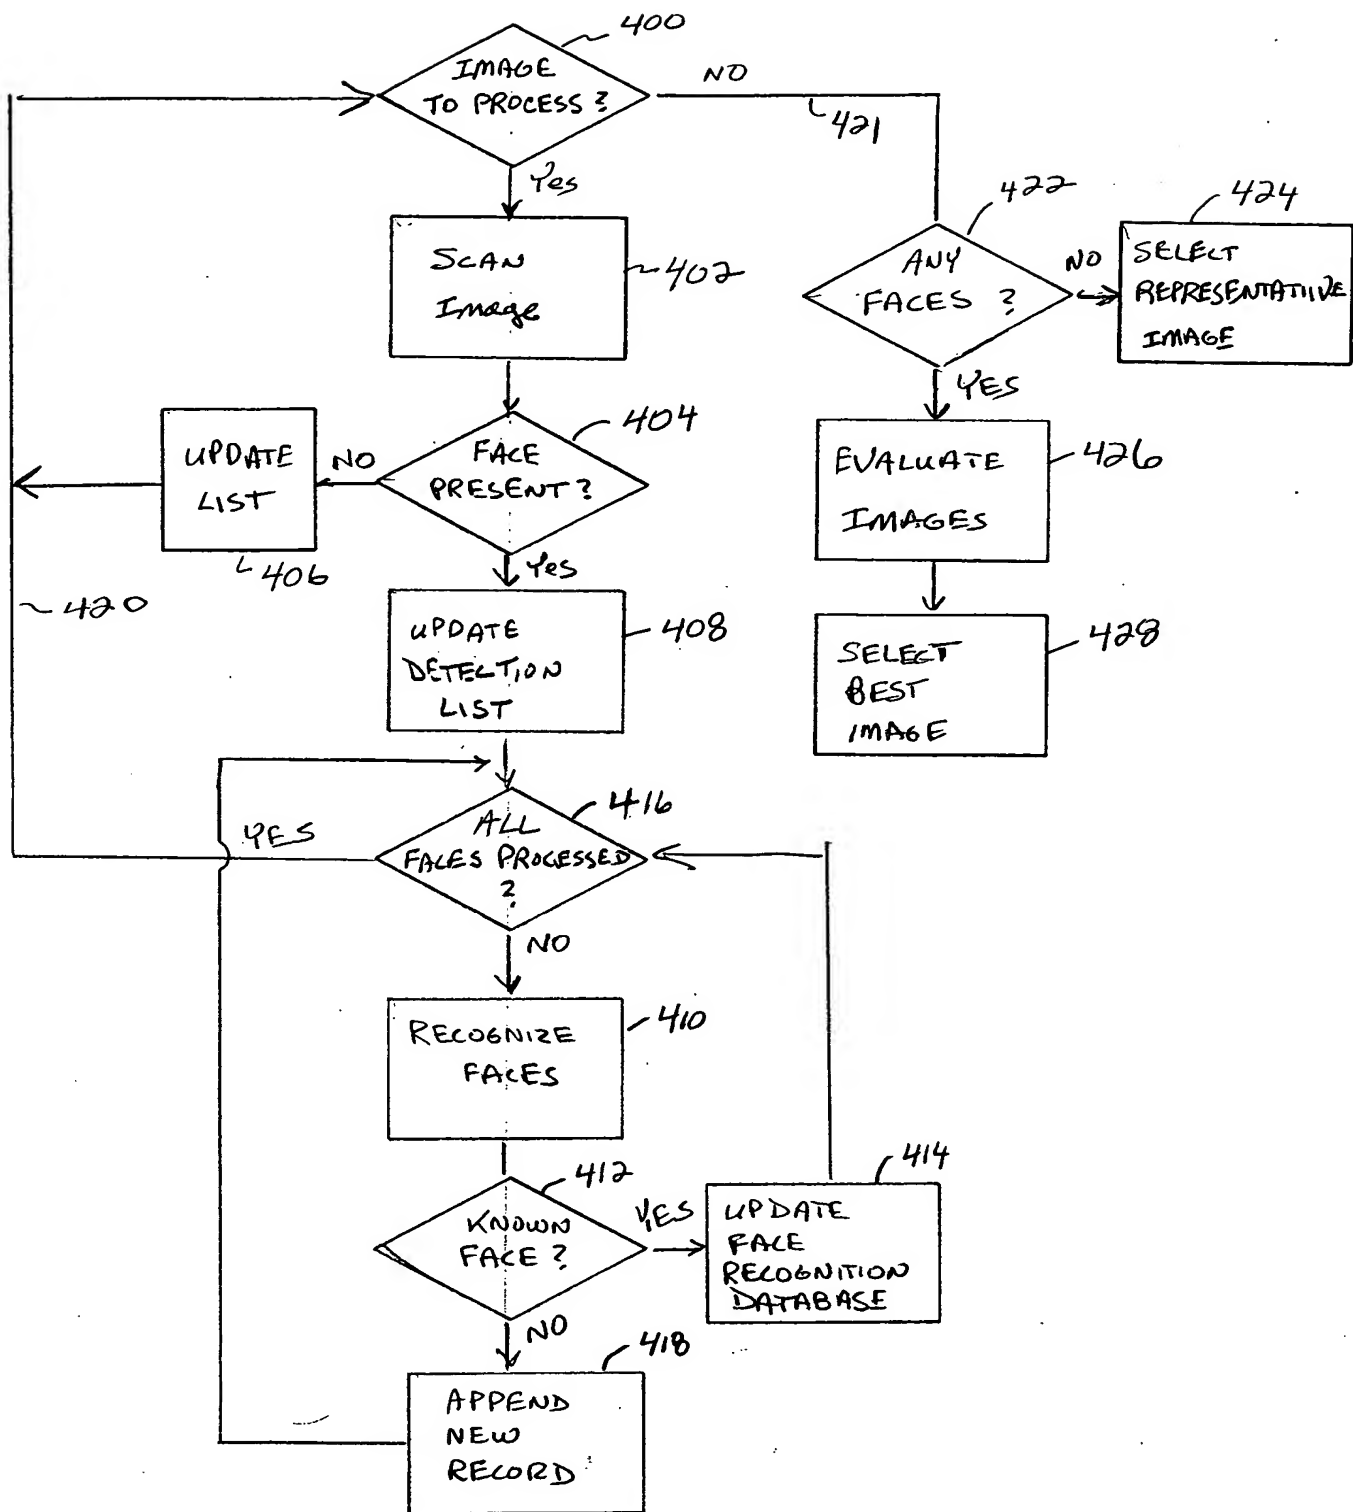 400
IMAGE
TO PROCESS?
NO
421
Yes
SCAN
Image
402
422
ANY
FACES ?
NO
424
SELECT
REPRESENTATIIVE
IMAGE
YES
404
FACE
PRESENT?
NO
UPDATE
LIST
406
420
Yes
EVALUATE
IMAGES
426
UPDATE
DETECTION
LIST
408
SELECT
BEST
IMAGE
428
416
ALL
FACES PROCESSED
?
YES
NO
RECOGNIZE
FACES
410
412
KNOWN
FACE?
YES
414
UPDATE
FACE
RECOGNITION
DATABASE
NO
418
APPEND
NEW
RECORD